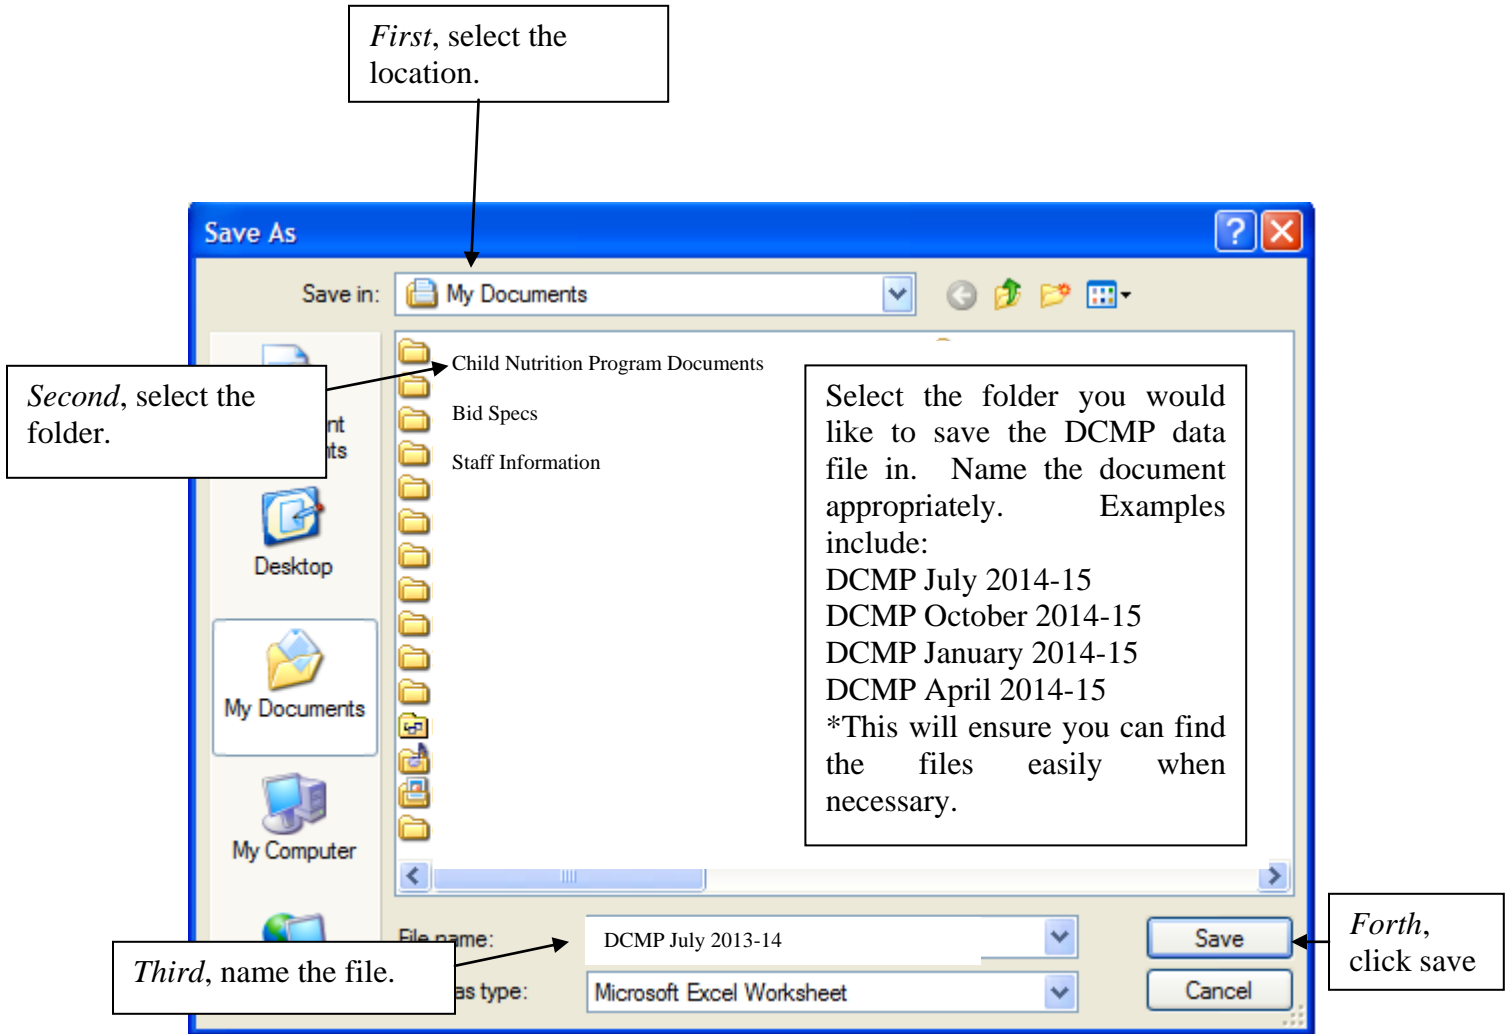 First, select the
location.
Save As
Save in:
My Documents
Child Nutrition Program Documents
Second, select the
folder.
nt
nts
Bid Specs
Staff Information
Select the folder you would
like to save the DCMP data
file in. Name the document
appropriately. Examples
include:
DCMP July 2014-15
DCMP October 2014-15
DCMP January 2014-15
DCMP April 2014-15
*This will ensure you can find
the files easily when
necessary.
Desktop
My Documents
My Computer
File name:
DCMP July 2013-14
Save
Forth,
click save
Third, name the file.
as type:
Microsoft Excel Worksheet
Cancel